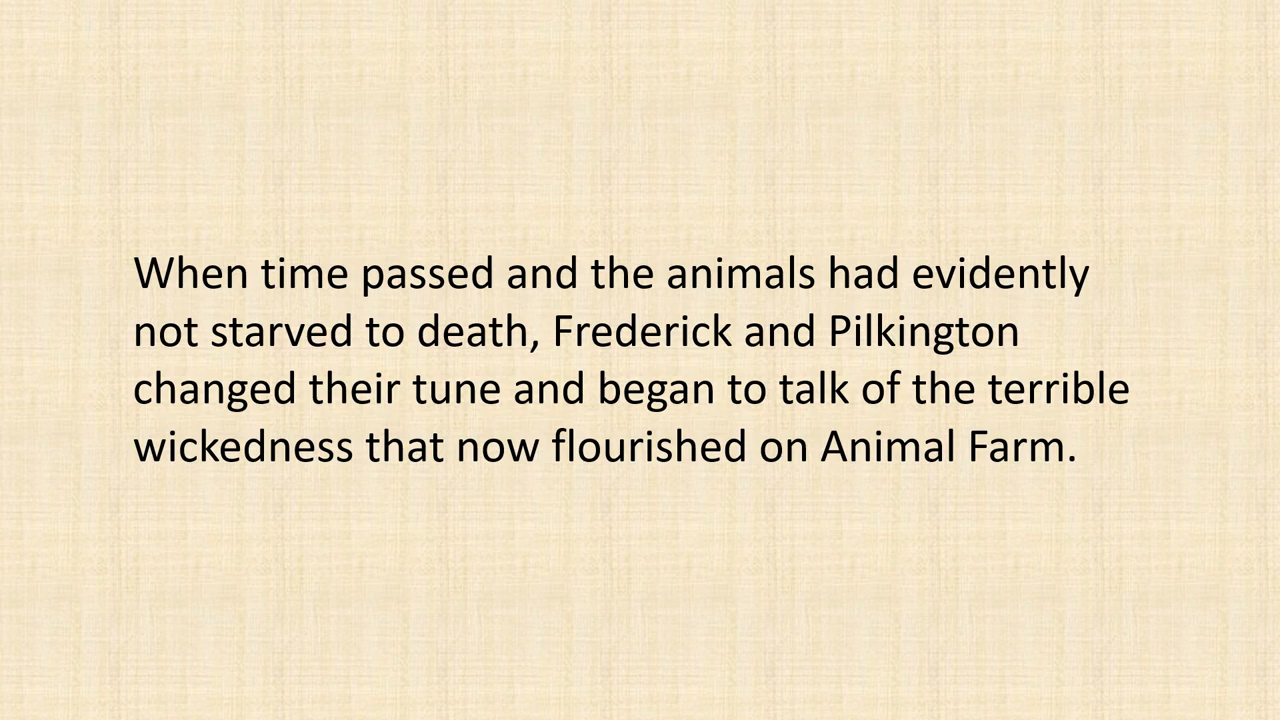 When time passed and the animals had evidently
not starved to death, Frederick and Pilkington
changed their tune and began to talk of the terrible
wickedness that now flourished on Animal Farm.